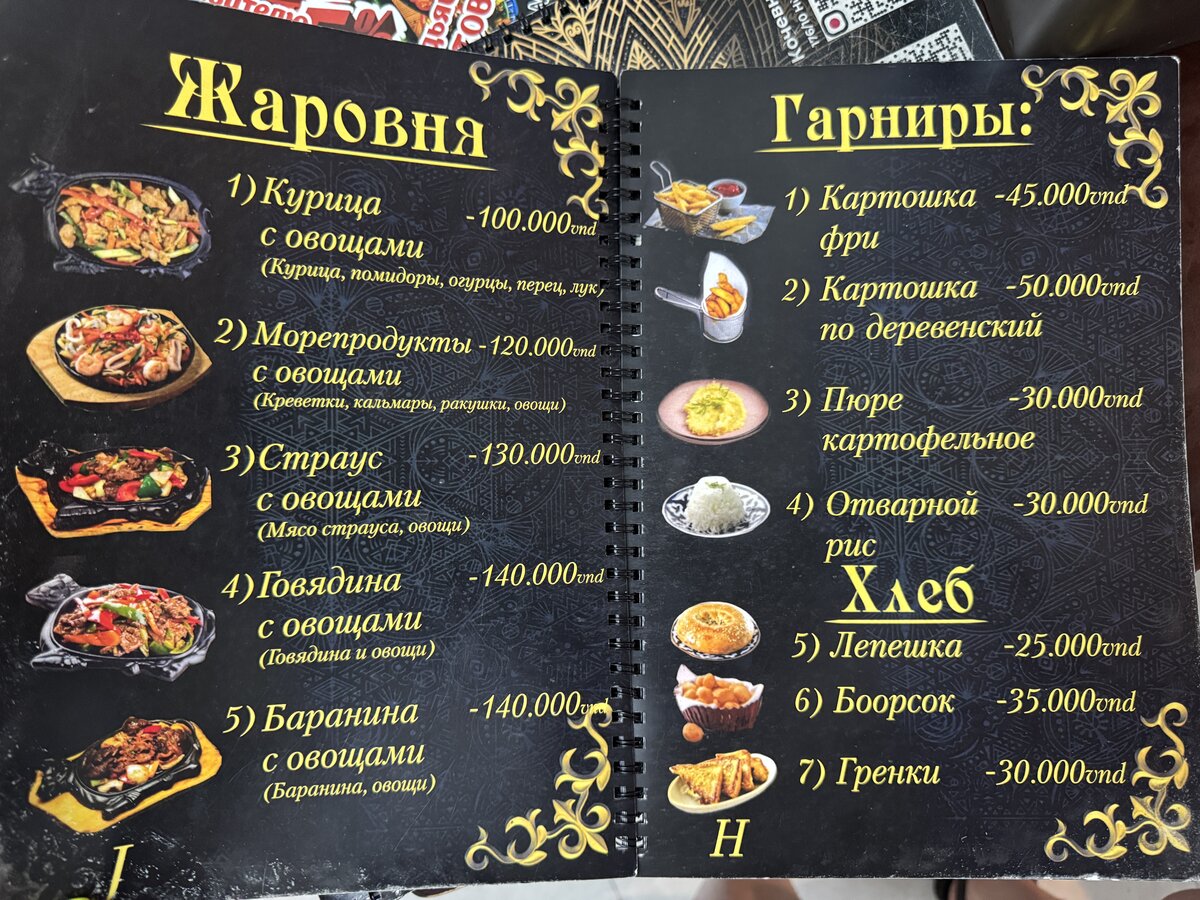 Жаровня
1) Курица -100.000vnd
с овощами
(Курица, помидоры, огурцы, перец, лук)
2) Морепродукты -120.000vnd
с овощами
(Креветки, кальмары, ракушки, овощи)
3) Страус -130.000vnd
с овощами
(Мясо страуса, овощи)
4) Говядина -140.000vnd
с овощами
(Говядина и овощи)
5) Баранина -140.000vnd
с овощами
(Баранина, овощи)
Гарниры:
1) Картошка -45.000vnd
фри
2) Картошка -50.000vnd
по деревенский
3) Пюре -30.000vnd
картофельное
4) Отварной -30.000vnd
рис
Хлеб
5) Лепешка -25.000vnd
6) Боорсок -35.000vnd
7) Гренки -30.000vnd
H